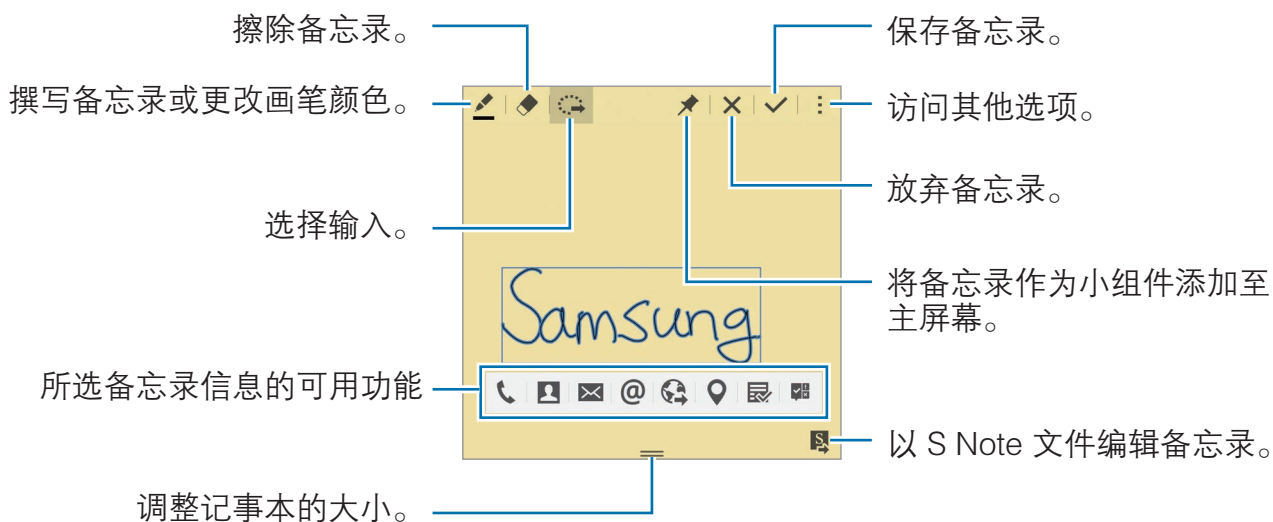 擦除备忘录。
保存备忘录。
撰写备忘录或更改画笔颜色。
访问其他选项。
放弃备忘录。
选择输入。
将备忘录作为小组件添加至
主屏幕。
Samsung
所选备忘录信息的可用功能
@
S
以 S Note 文件编辑备忘录。
调整记事本的大小。